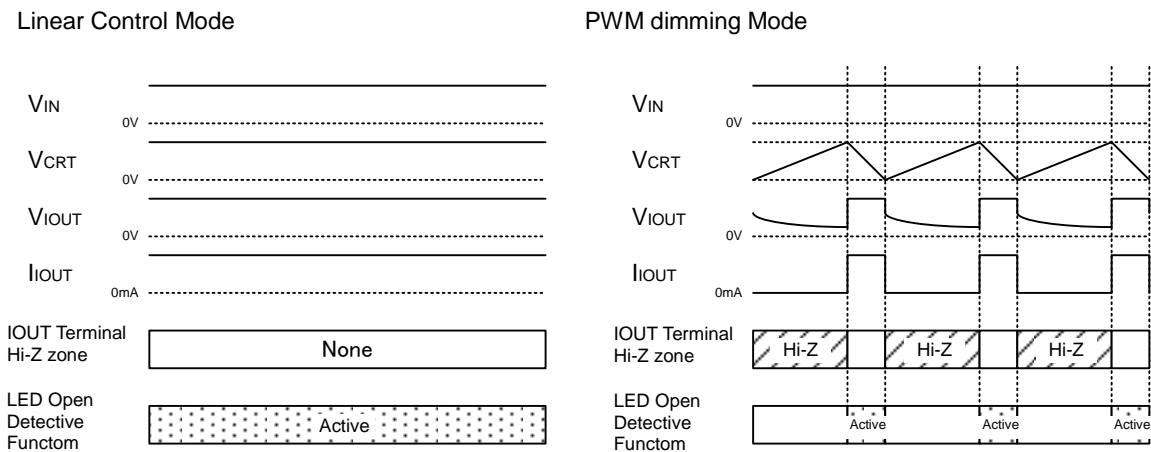 Linear Control Mode
VIN
0V
VCRT
0V
VIOUT
0V
IIOUT
0mA
IOUT Terminal
Hi-Z zone
None
LED Open
Detective
Functom
Active
PWM dimming Mode
VIN
0V
VCRT
VIOUT
0V
IIOUT
0mA
IOUT Terminal
Hi-Z zone
Hi-Z Hi-Z Hi-Z
LED Open
Detective
Functom
Active Active Active